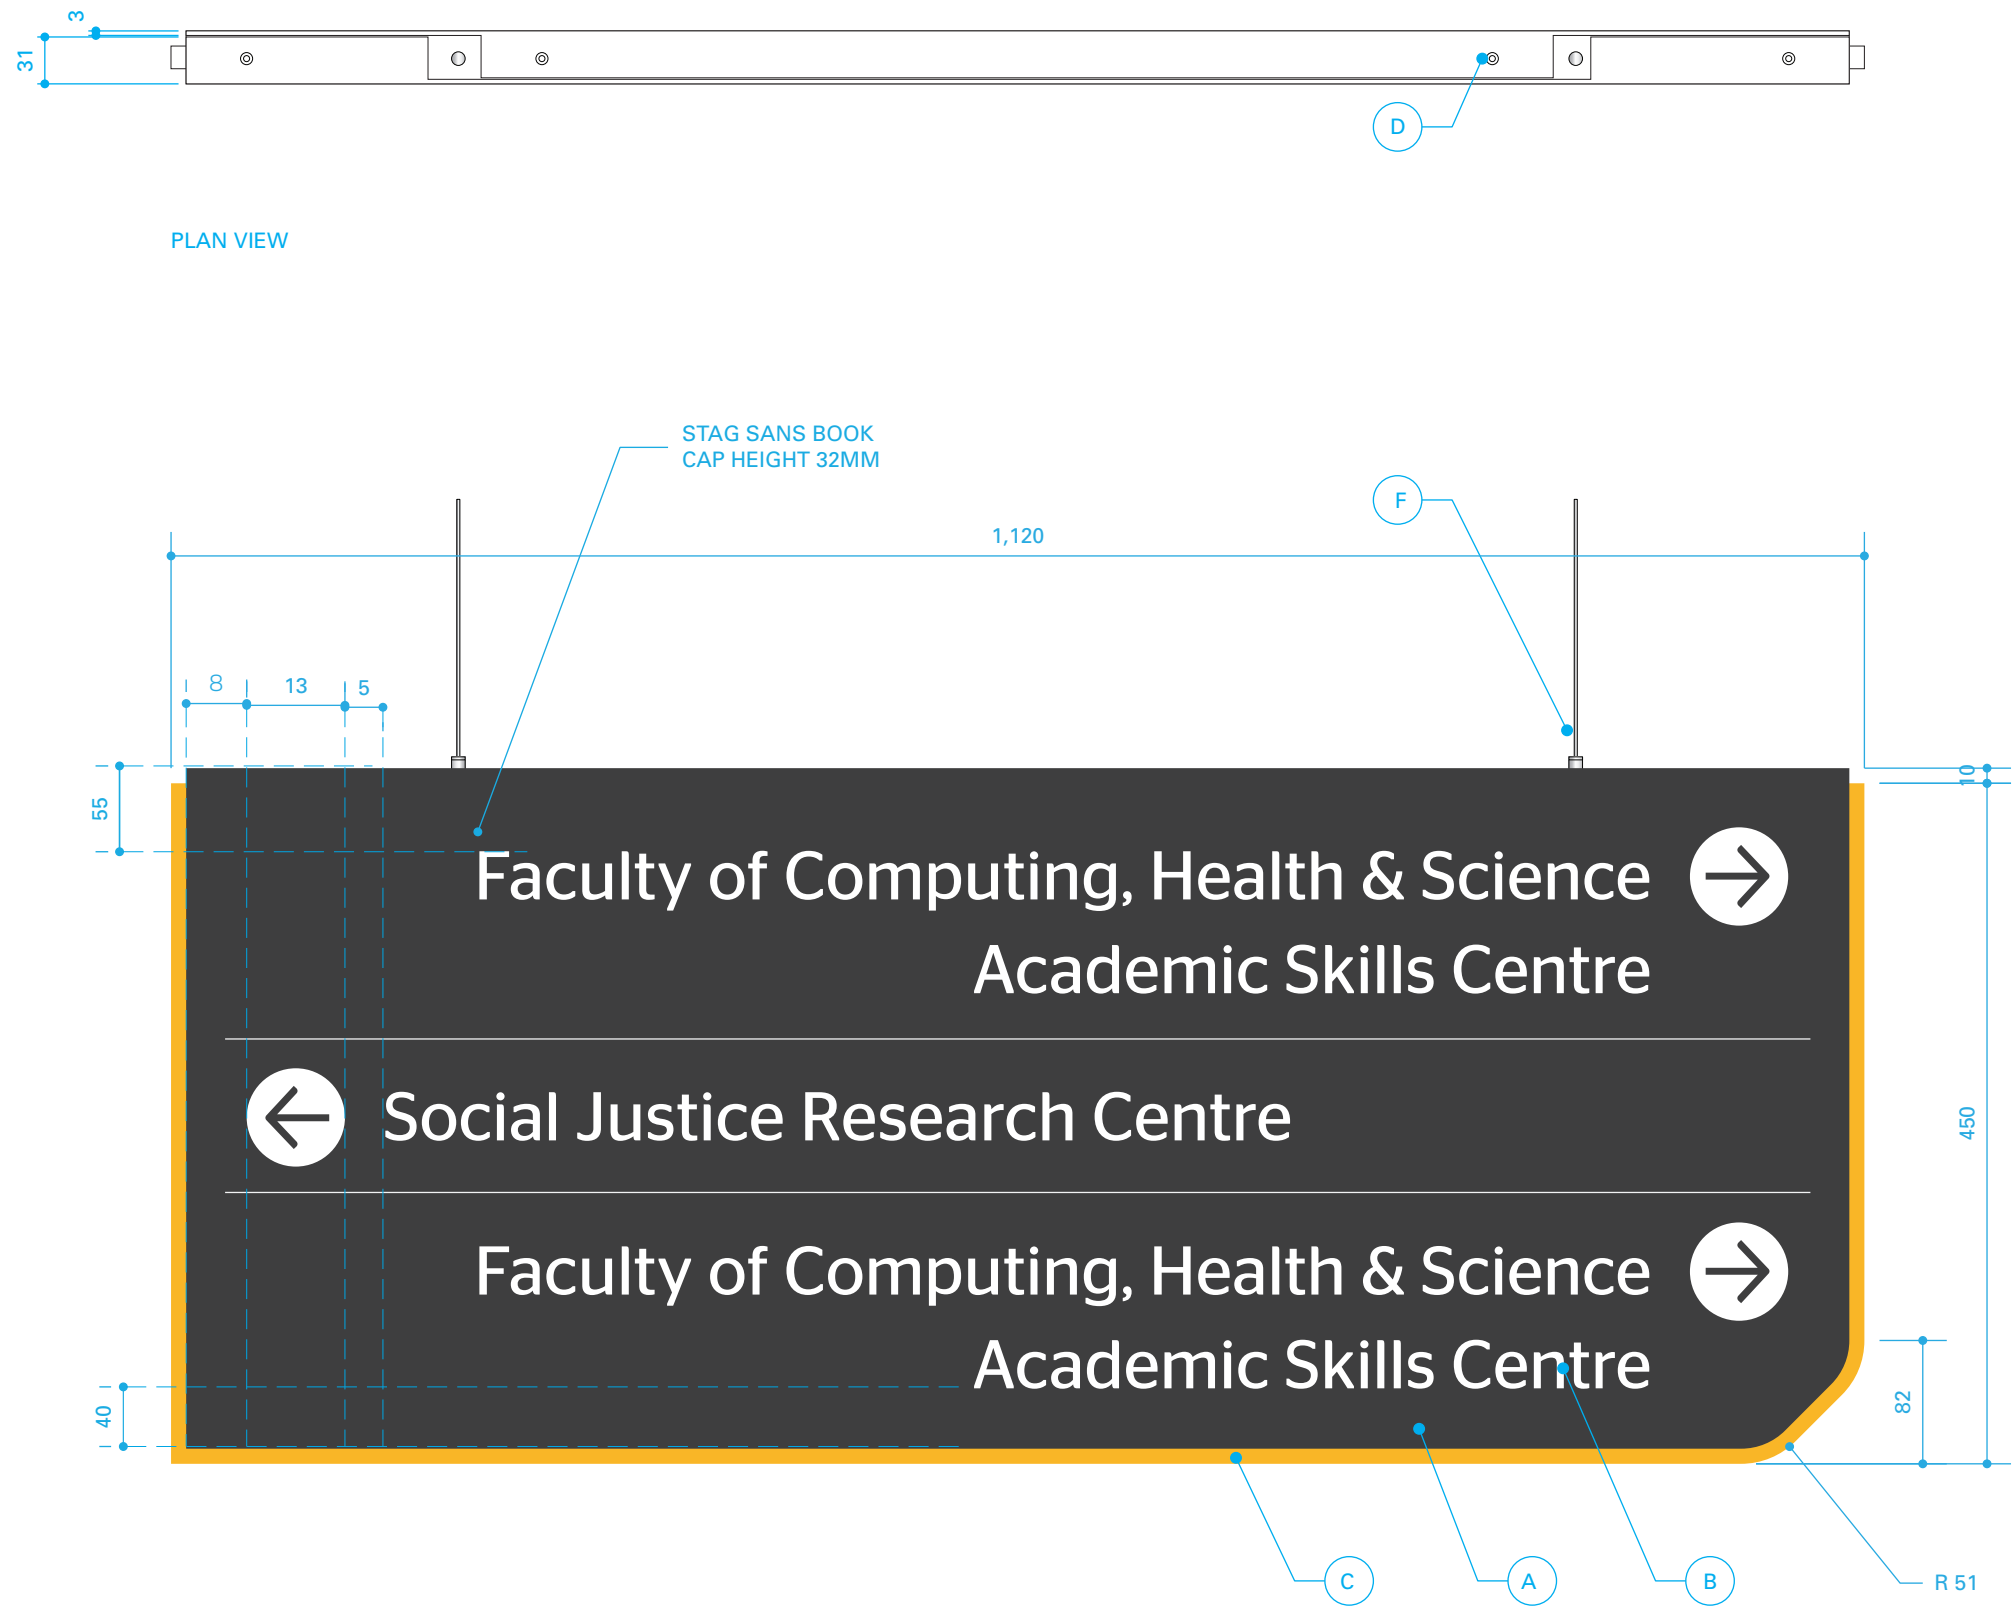 3
31
D
PLAN VIEW
STAG SANS BOOK
CAP HEIGHT 32MM
F
1,120
8
13
5
10
55
Faculty of Computing, Health & Science
Academic Skills Centre
Social Justice Research Centre
450
Faculty of Computing, Health & Science
Academic Skills Centre
40
82
C
A
B
R 51